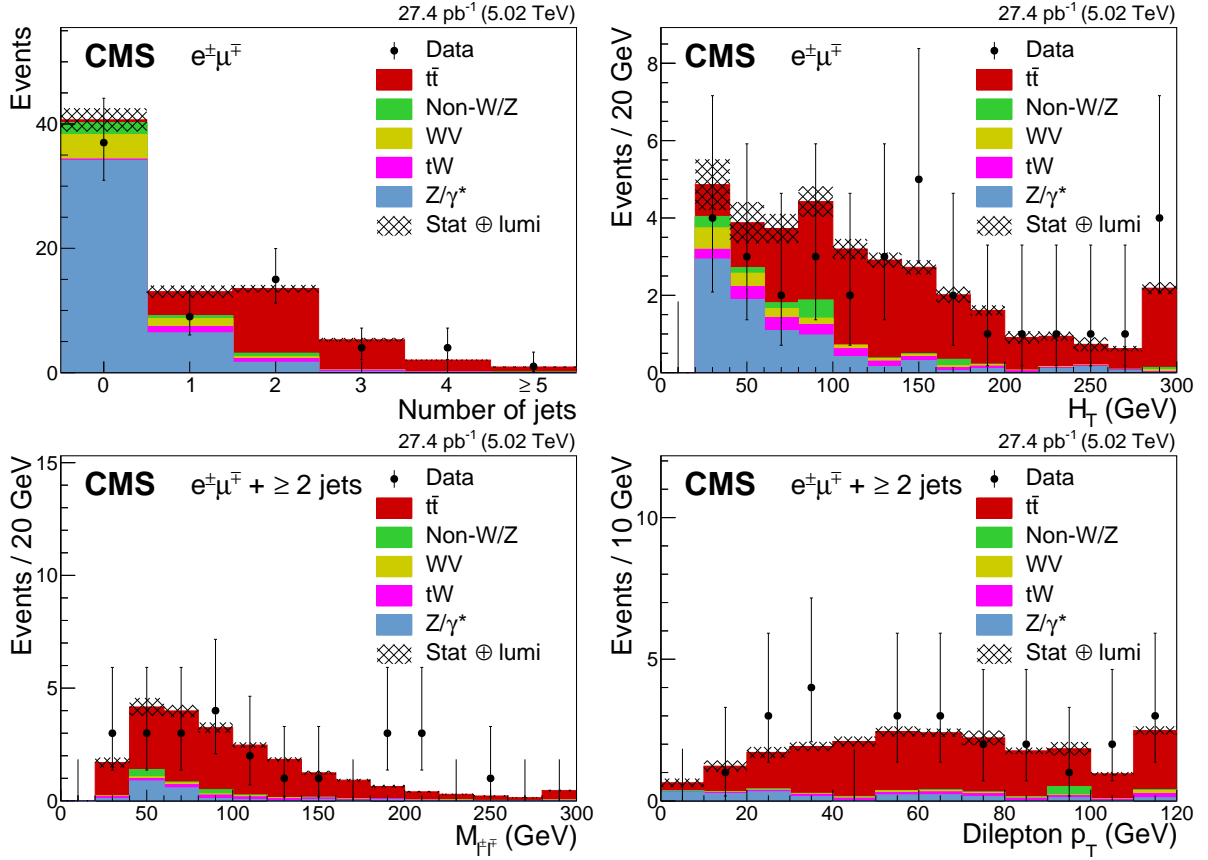 27.4 pb⁻¹ (5.02 TeV)
CMS e±μ∓
Events
Data
tt̄
Non-W/Z
WV
tW
Z/γ*
Stat ⊕ lumi
40
20
0
0 1 2 3 4 ≥ 5
Number of jets
27.4 pb⁻¹ (5.02 TeV)
CMS e±μ∓
Events / 20 GeV
Data
tt̄
Non-W/Z
WV
tW
Z/γ*
Stat ⊕ lumi
8
6
4
2
0
0 50 100 150 200 250 300
H_T (GeV)
27.4 pb⁻¹ (5.02 TeV)
CMS e±μ∓ + ≥ 2 jets
Events / 20 GeV
Data
tt̄
Non-W/Z
WV
tW
Z/γ*
Stat ⊕ lumi
15
10
5
0
0 50 100 150 200 250 300
M_l±l∓ (GeV)
27.4 pb⁻¹ (5.02 TeV)
CMS e±μ∓ + ≥ 2 jets
Events / 10 GeV
Data
tt̄
Non-W/Z
WV
tW
Z/γ*
Stat ⊕ lumi
10
5
0
0 20 40 60 80 100 120
Dilepton p_T (GeV)